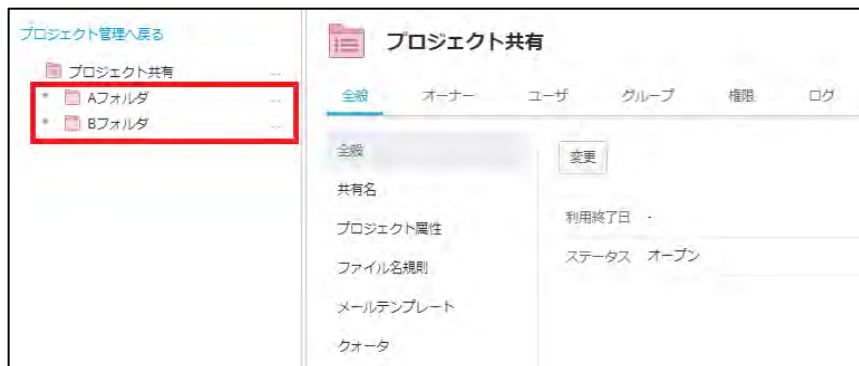 プロジェクト管理へ戻る
プロジェクト共有 ...
Aフォルダ ...
Bフォルダ ...
プロジェクト共有
全般 オーナー ユーザ グループ 権限 ログ
全般
共有名
プロジェクト属性
ファイル名規則
メールテンプレート
クォータ
変更
利用終了日 -
ステータス オープン